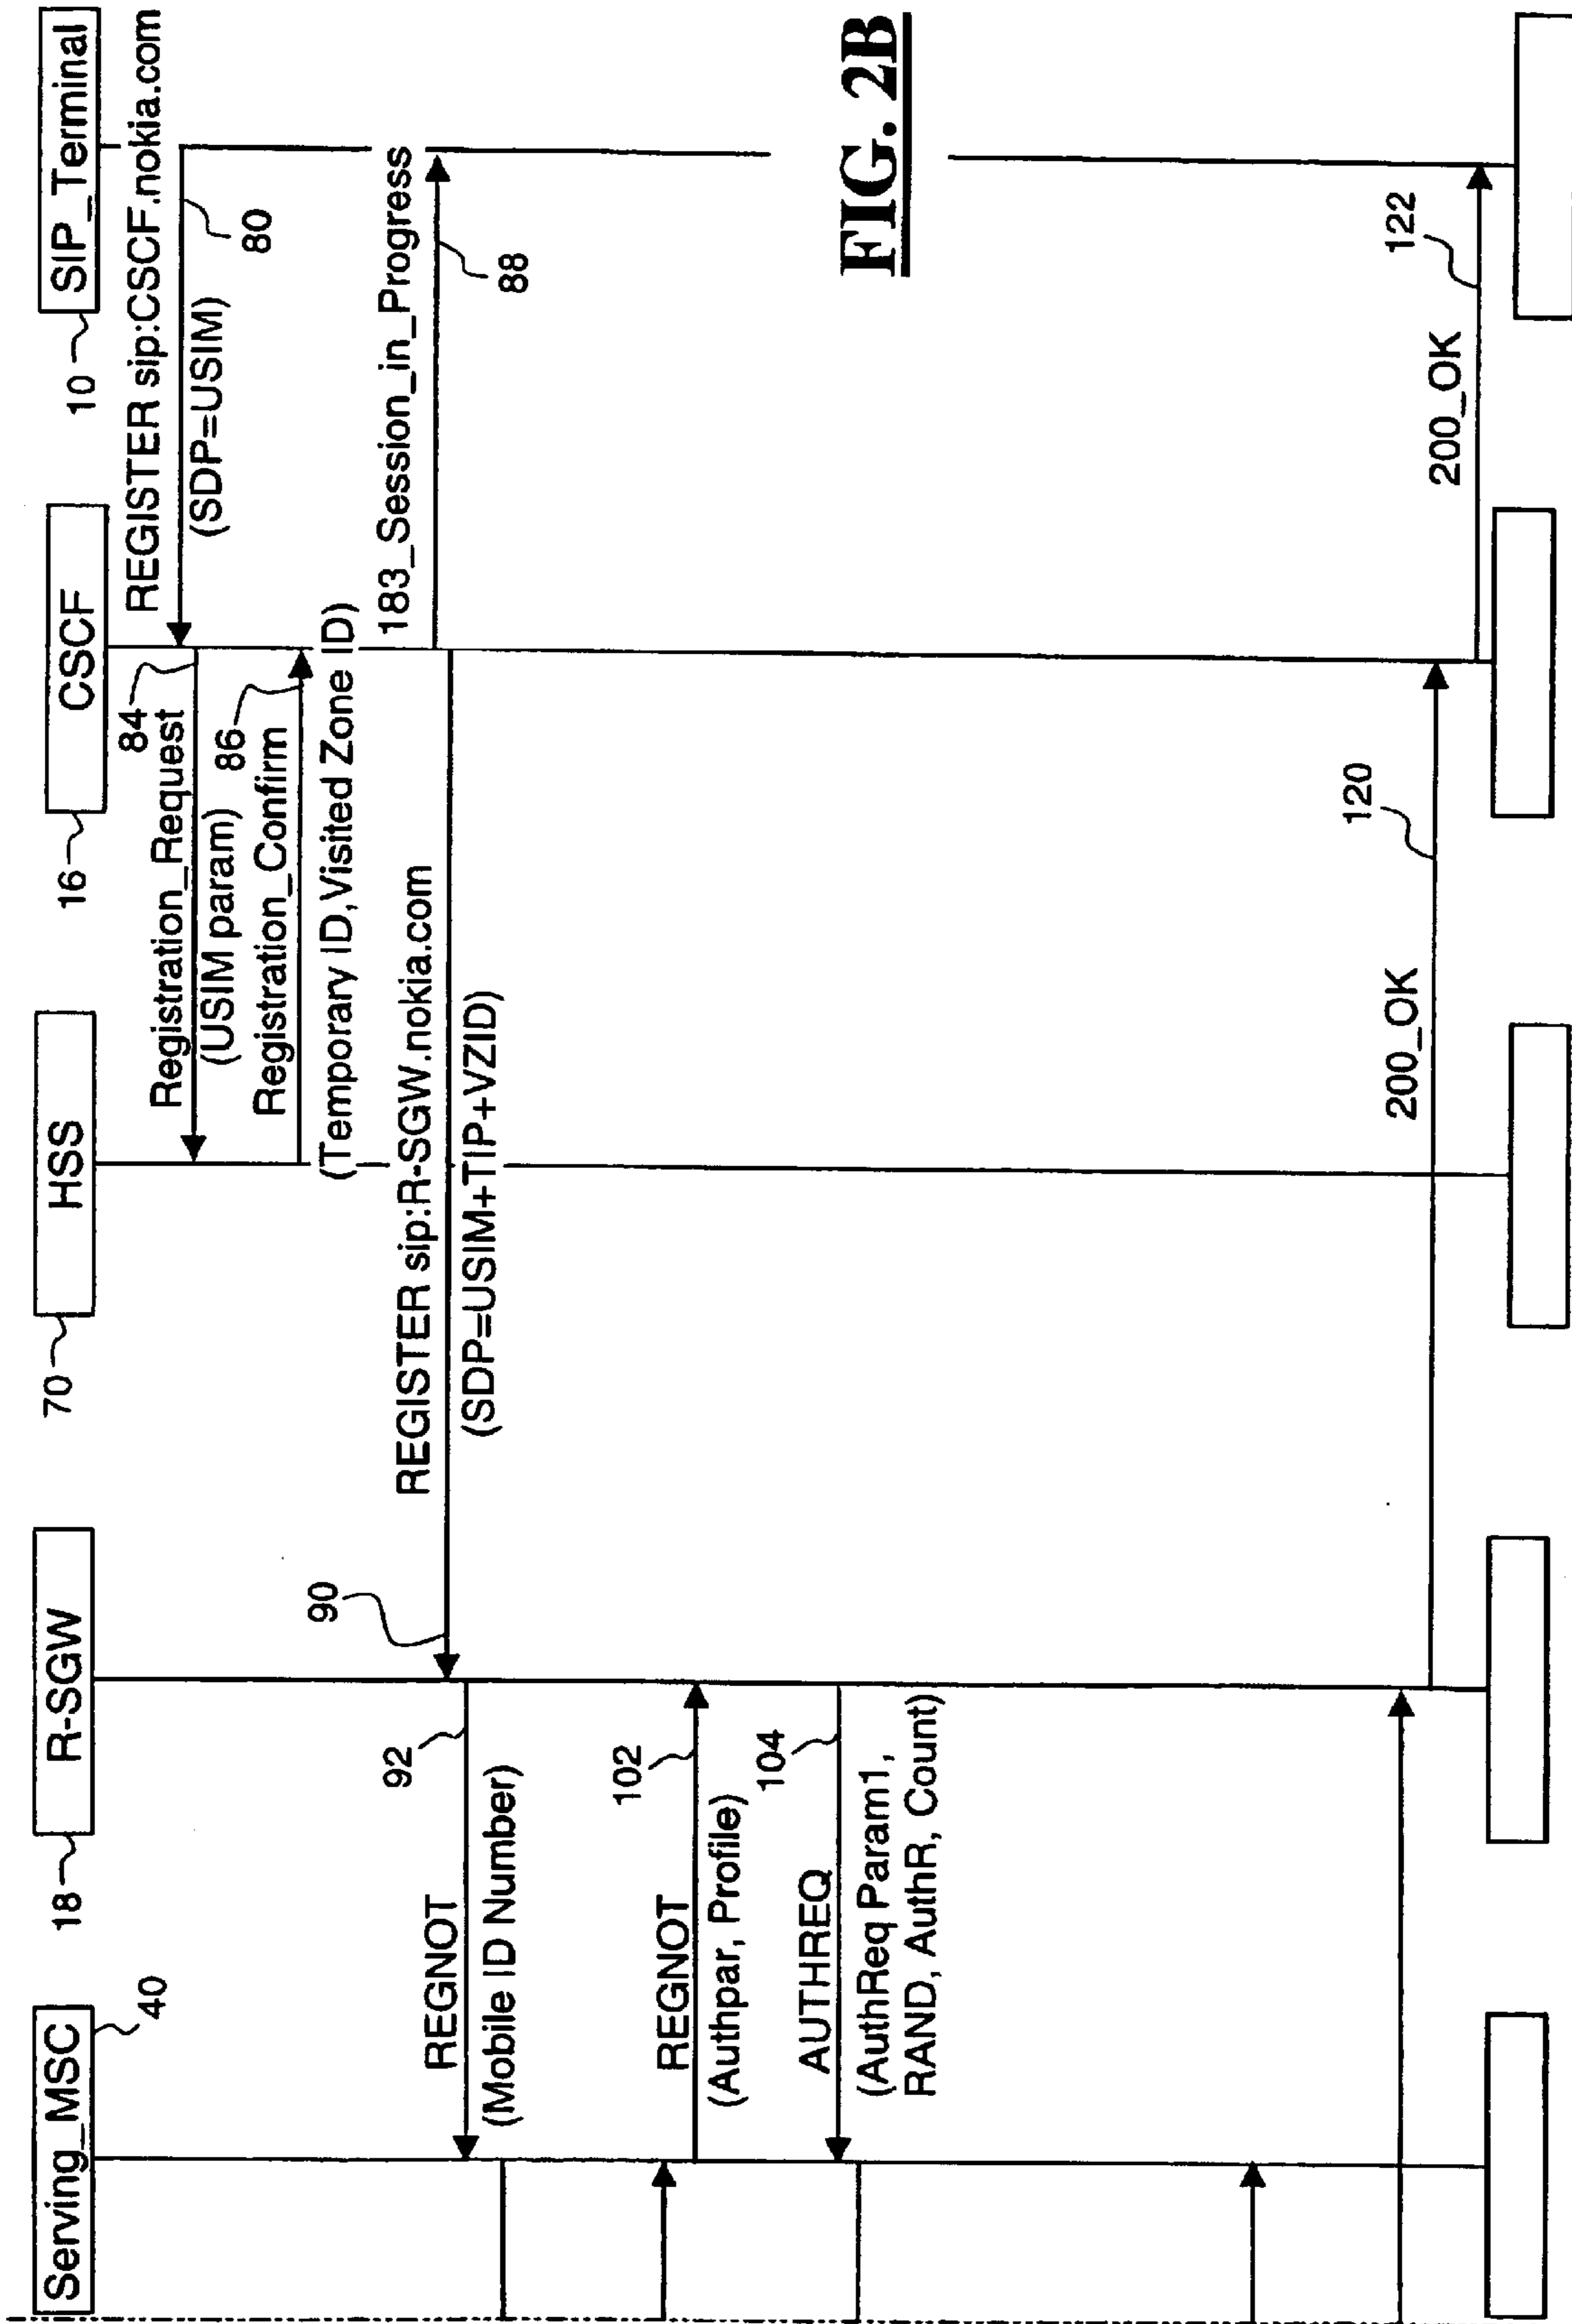 Serving_MSC
40
18
R-SGW
70
HSS
16
CSCF
10
SIP_Terminal
REGISTER sip:CSCF.nokia.com
(SDP=USIM)
80
84
Registration_Request
(USIM param)
86
Registration_Confirm
(Temporary ID,Visited Zone ID)
183_Session_in_Progress
88
90
REGISTER sip:R-SGW.nokia.com
(SDP=USIM+TIP+VZID)
92
REGNOT
(Mobile ID Number)
102
REGNOT
(Authpar, Profile)
104
AUTHREQ
(AuthReq Param1,
RAND, AuthR, Count)
200_OK
120
200_OK
122
FIG. 2B